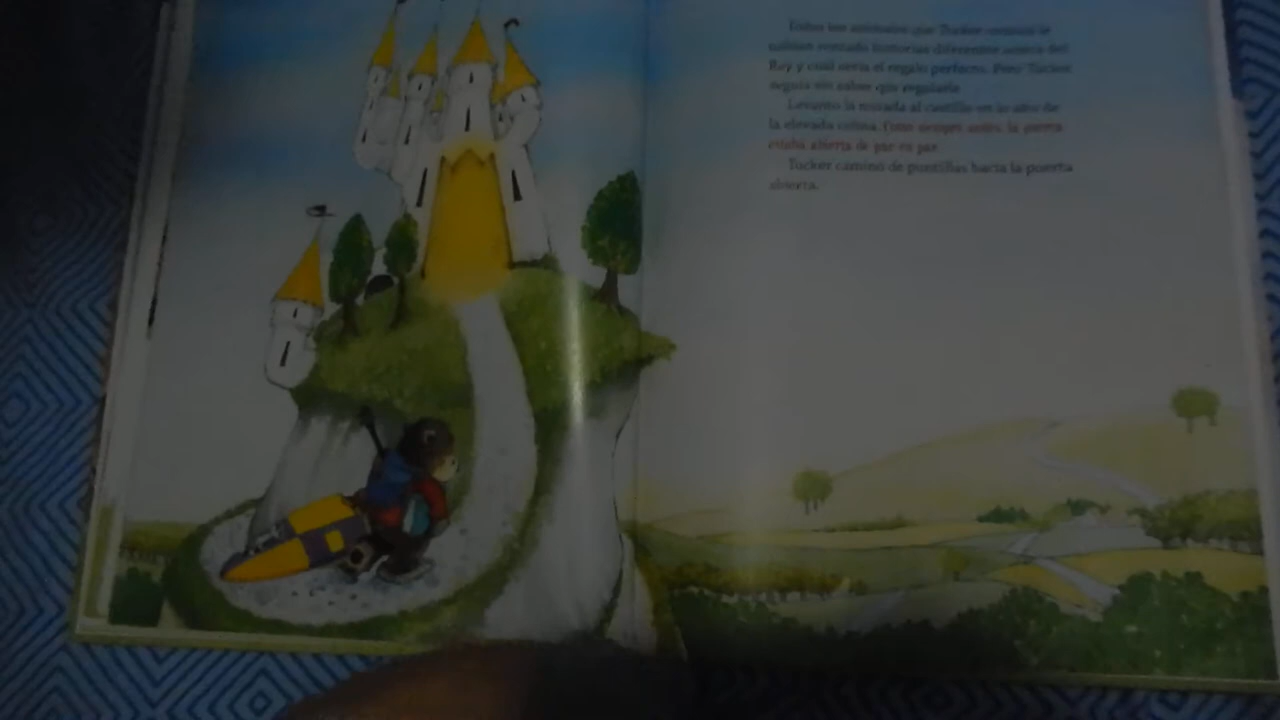 Todos los animales que Tucker conocía le
habían contado historias diferentes acerca del
Rey y cuál sería el regalo perfecto. Pero Tucker
seguía sin saber que regalarle.
Levantó la mirada al castillo en lo alto de
la elevada colina. Como siempre antes, la puerta
estaba abierta de par en par.
Tucker caminó de puntillas hacia la puerta
abierta.